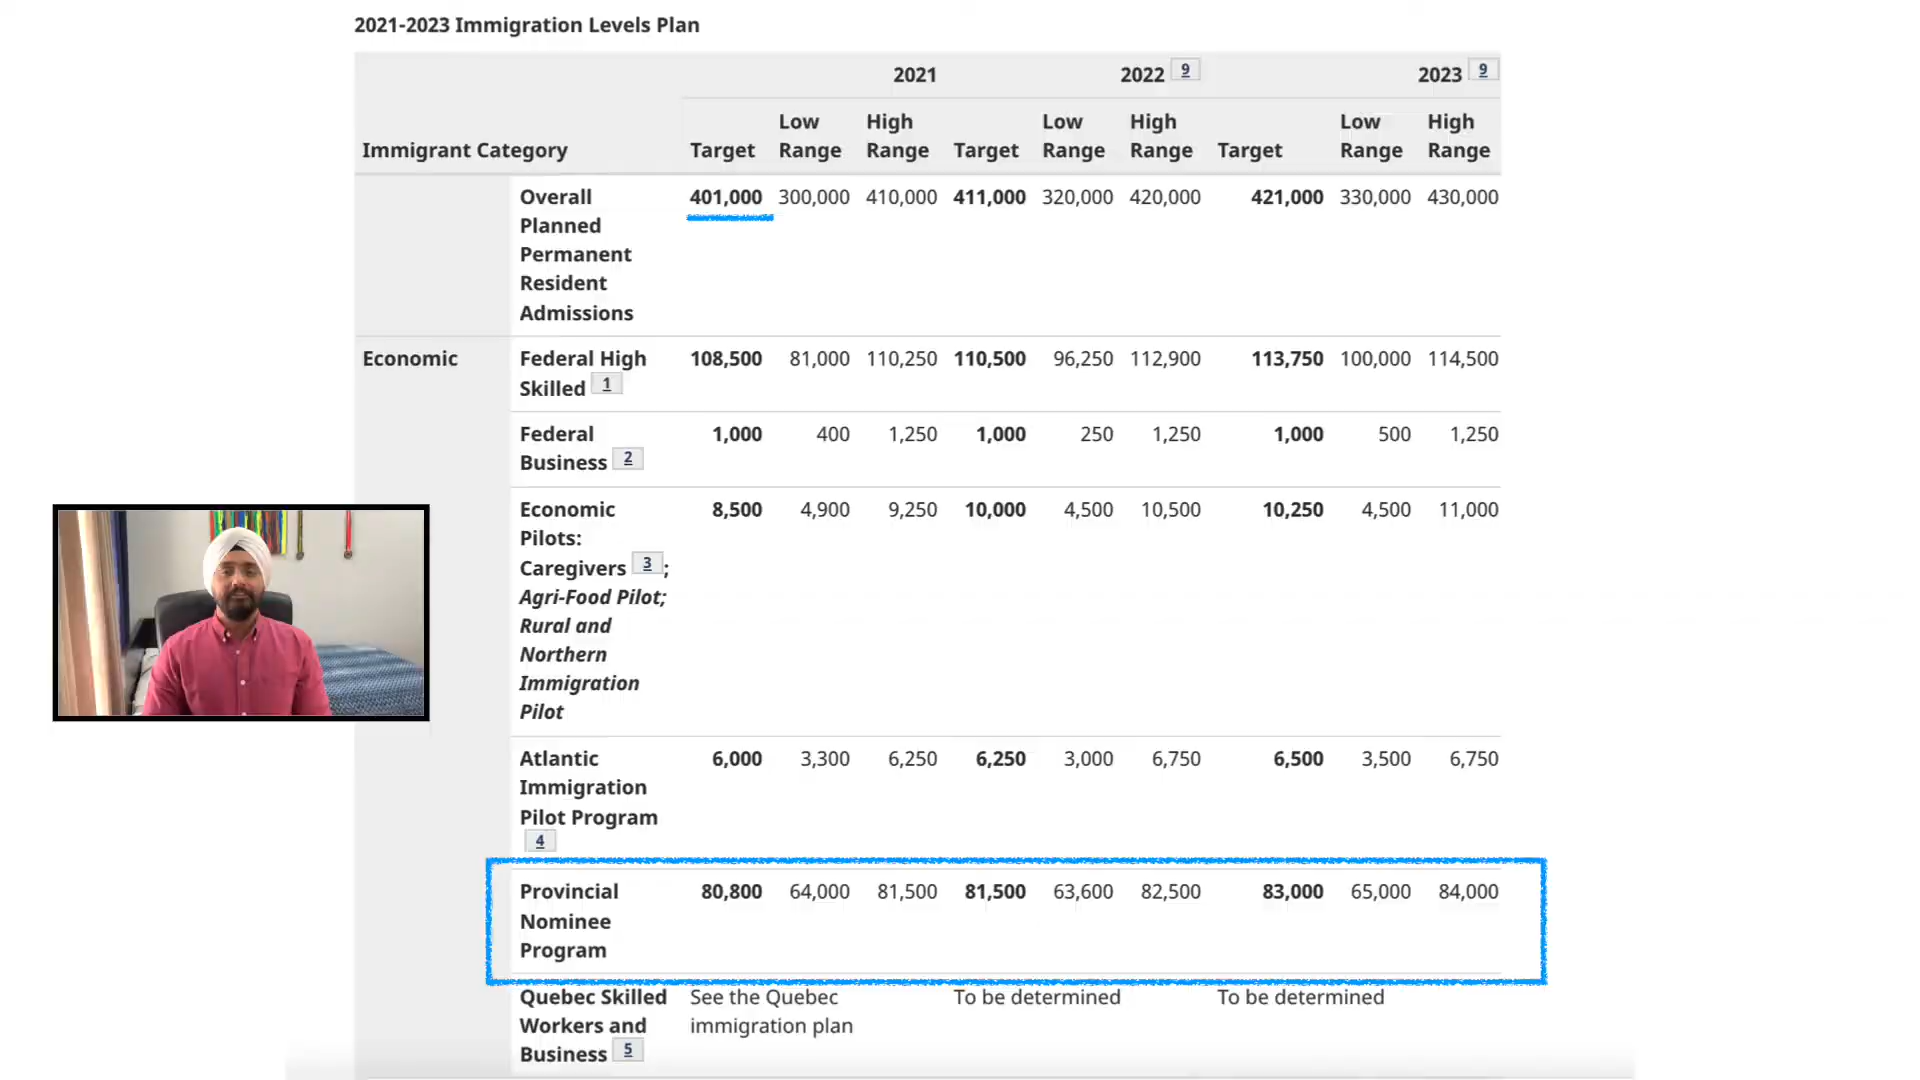 2021-2023 Immigration Levels Plan
2021 2022 9 2023 9
Immigrant Category Target Low Range High Range Target Low Range High Range Target Low Range High Range
Overall Planned Permanent Resident Admissions 401,000 300,000 410,000 411,000 320,000 420,000 421,000 330,000 430,000
Economic Federal High Skilled 1 108,500 81,000 110,250 110,500 96,250 112,900 113,750 100,000 114,500
Federal Business 2 1,000 400 1,250 1,000 250 1,250 1,000 500 1,250
Economic Pilots: Caregivers 3; Agri-Food Pilot; Rural and Northern Immigration Pilot 8,500 4,900 9,250 10,000 4,500 10,500 10,250 4,500 11,000
Atlantic Immigration Pilot Program 4 6,000 3,300 6,250 6,250 3,000 6,750 6,500 3,500 6,750
Provincial Nominee Program 80,800 64,000 81,500 81,500 63,600 82,500 83,000 65,000 84,000
Quebec Skilled Workers and Business 5 See the Quebec immigration plan To be determined To be determined